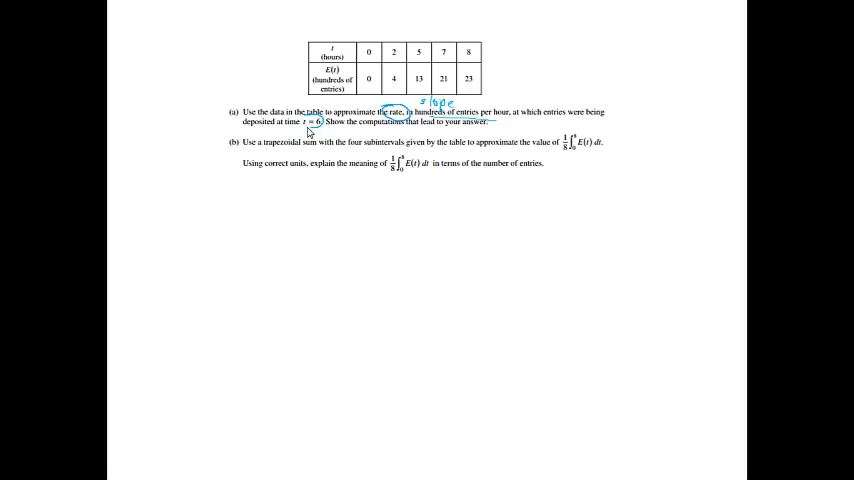 t (hours) 0 2 5 7 8
E(t) (hundreds of entries) 0 4 13 21 23
slope
(a) Use the data in the table to approximate the rate, in hundreds of entries per hour, at which entries were being
deposited at time t = 6. Show the computations that lead to your answer.
(b) Use a trapezoidal sum with the four subintervals given by the table to approximate the value of 1/8 ∫₀⁸ E(t) dt.
Using correct units, explain the meaning of 1/8 ∫₀⁸ E(t) dt in terms of the number of entries.